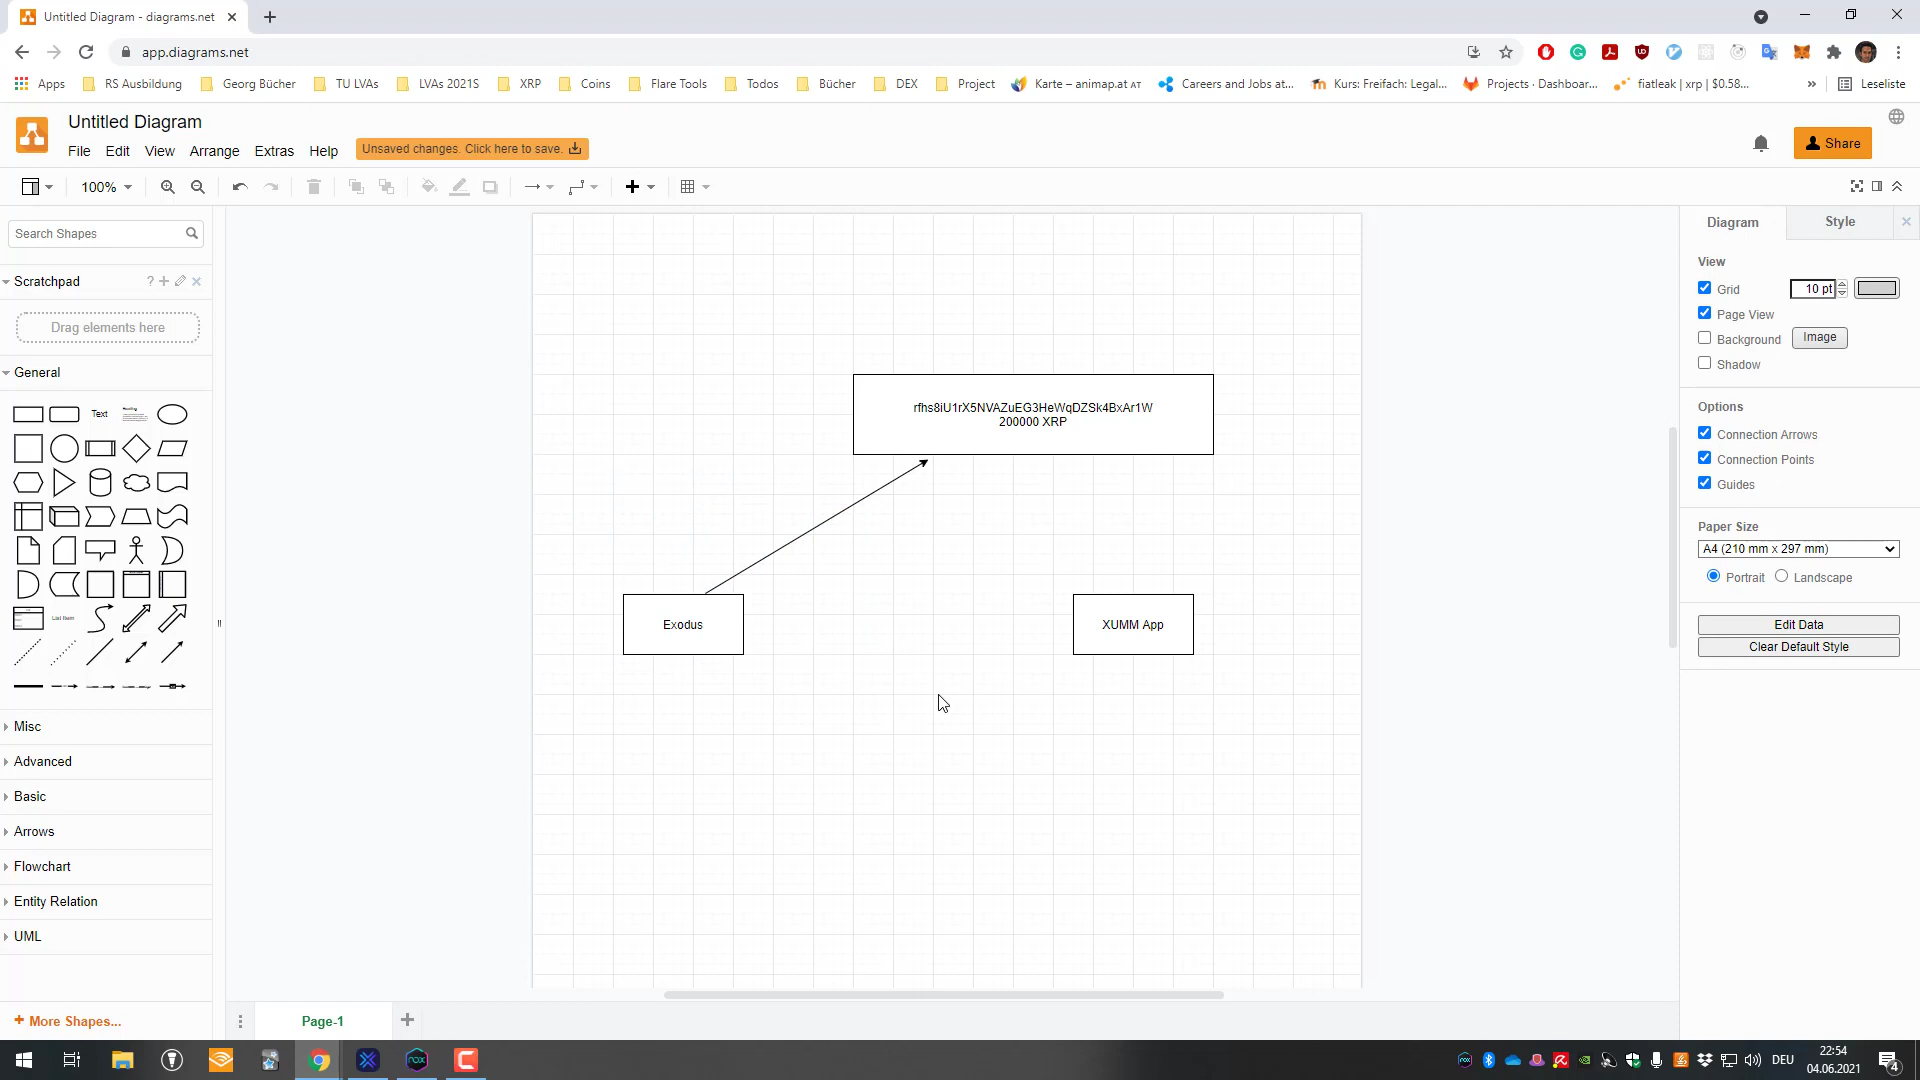 Untitled Diagram - diagrams.net
app.diagrams.net
Apps
RS Ausbildung
Georg Bücher
TU LVAs
LVAs 2021S
XRP
Coins
Flare Tools
Todos
Bücher
DEX
Project
Karte – animap.at AT
Careers and Jobs at...
Kurs: Freifach: Legal...
Projects · Dashboar...
fiatleak | xrp | $0.58...
»
Leseliste
Untitled Diagram
File
Edit
View
Arrange
Extras
Help
Unsaved changes. Click here to save.
Share
100%
Search Shapes
Scratchpad
?
Drag elements here
General
Text
Heading
List Item
Misc
Advanced
Basic
Arrows
Flowchart
Entity Relation
UML
+ More Shapes...
rfhs8iU1rX5NVAZuEG3HeWqDZSk4BxAr1W
200000 XRP
Exodus
XUMM App
Page-1
Diagram
Style
View
Grid
10 pt
Page View
Background
Image
Shadow
Options
Connection Arrows
Connection Points
Guides
Paper Size
A4 (210 mm x 297 mm)
Portrait
Landscape
Edit Data
Clear Default Style
DEU
22:54
04.06.2021
4